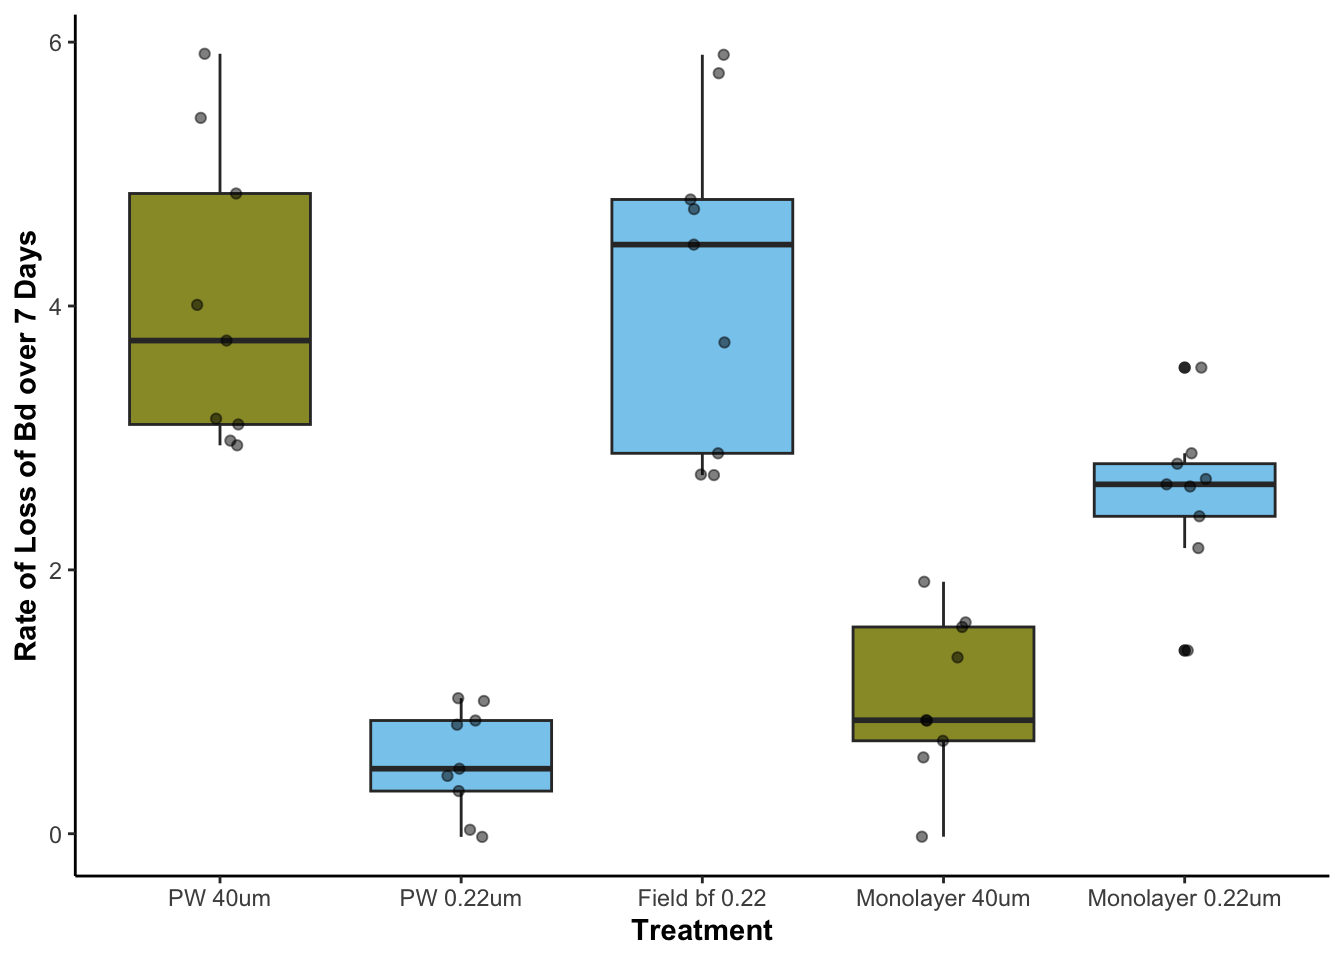 Rate of Loss of Bd over 7 Days
6
4
2
0
PW 40um
PW 0.22um
Field bf 0.22
Monolayer 40um
Monolayer 0.22um
Treatment